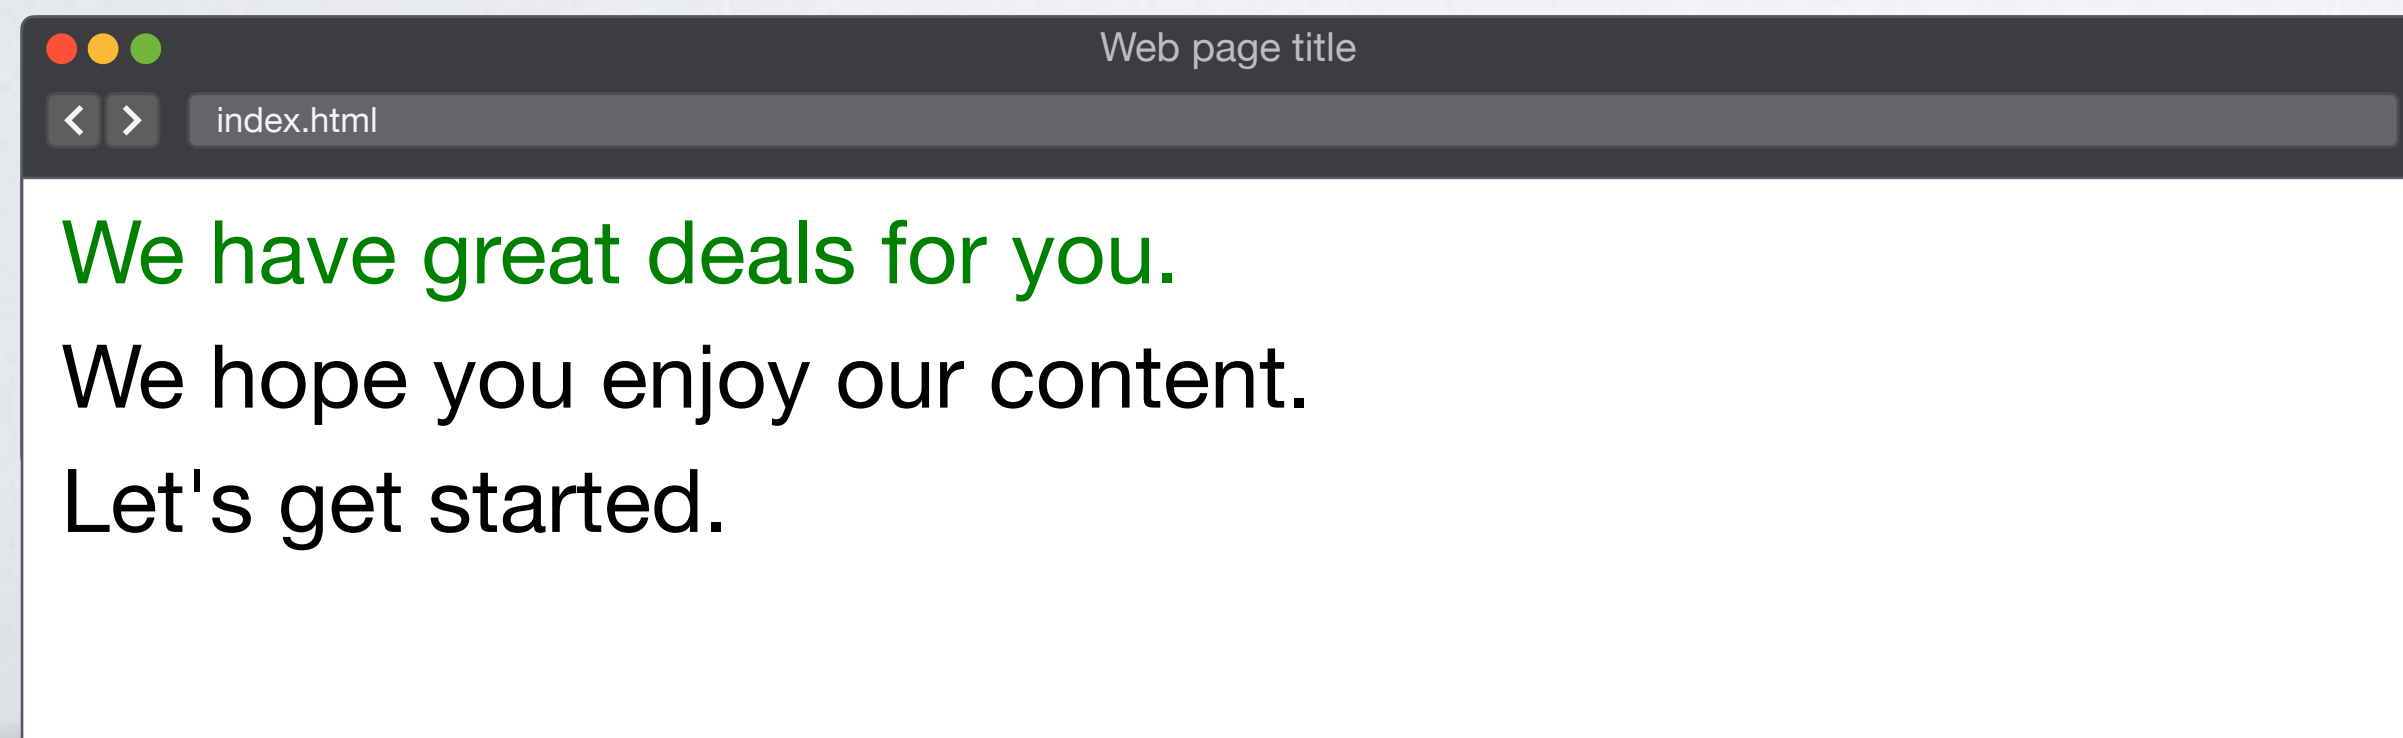 Web page title
index.html
We have great deals for you.
We hope you enjoy our content.
Let's get started.